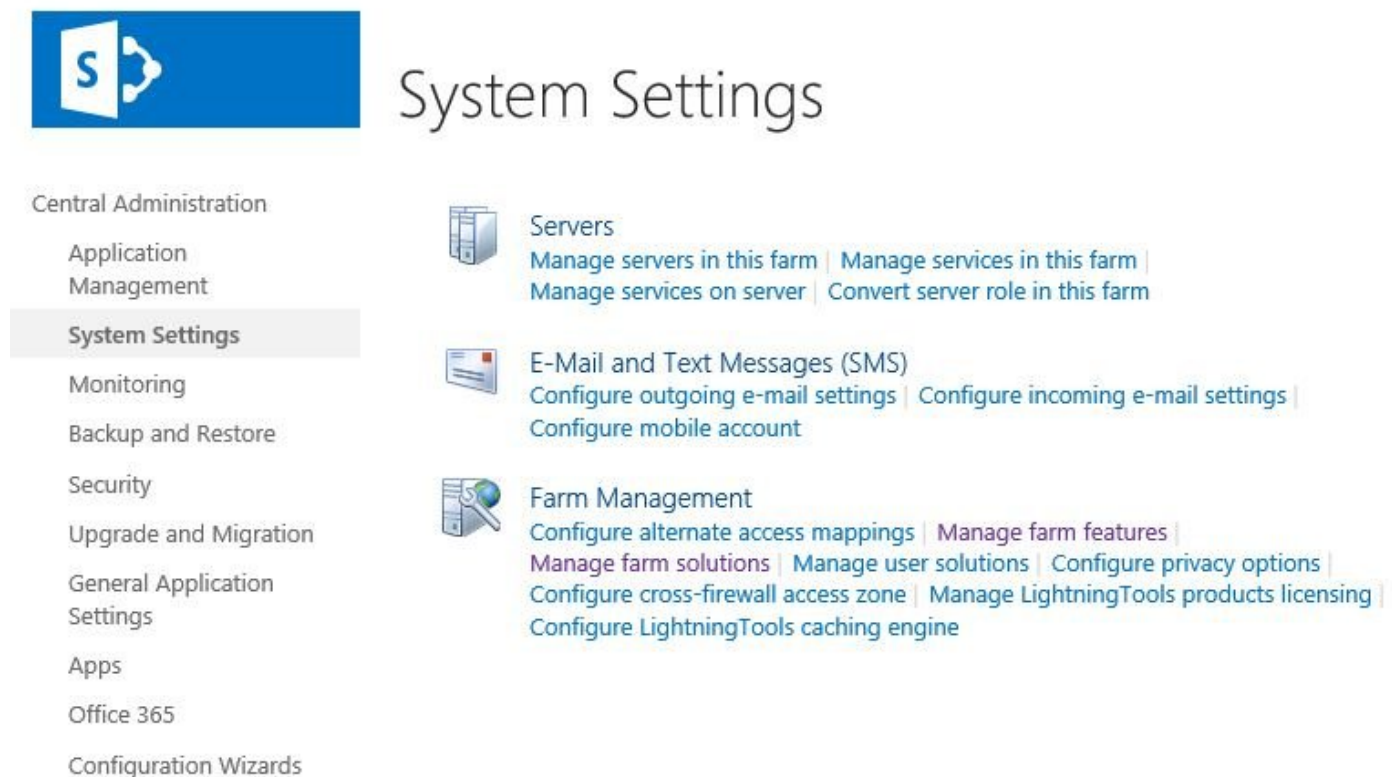 S
System Settings
Central Administration
Application
Management
System Settings
Monitoring
Backup and Restore
Security
Upgrade and Migration
General Application
Settings
Apps
Office 365
Configuration Wizards
Servers
Manage servers in this farm | Manage services in this farm |
Manage services on server | Convert server role in this farm
E-Mail and Text Messages (SMS)
Configure outgoing e-mail settings | Configure incoming e-mail settings |
Configure mobile account
Farm Management
Configure alternate access mappings | Manage farm features |
Manage farm solutions | Manage user solutions | Configure privacy options |
Configure cross-firewall access zone | Manage LightningTools products licensing |
Configure LightningTools caching engine